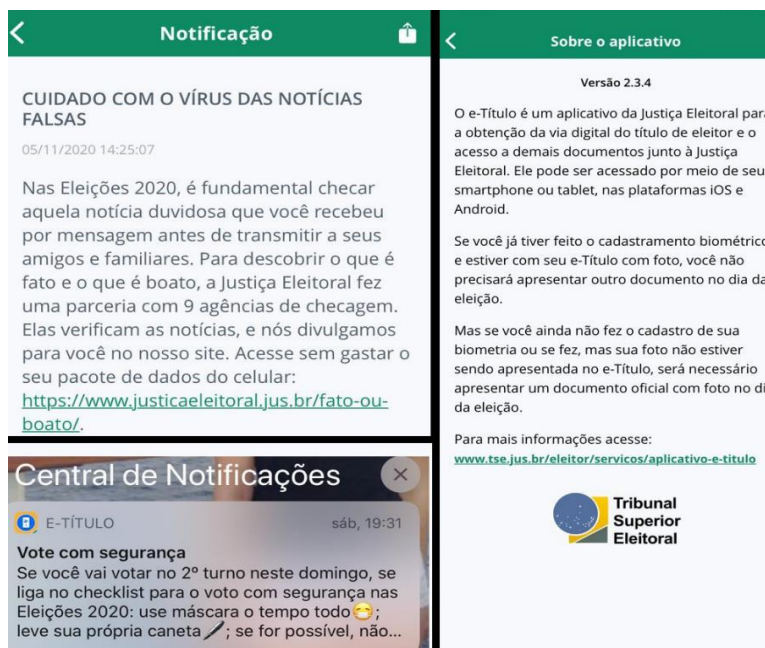 Notificação
CUIDADO COM O VÍRUS DAS NOTÍCIAS
FALSAS
05/11/2020 14:25:07
Nas Eleições 2020, é fundamental checar
aquela notícia duvidosa que você recebeu
por mensagem antes de transmitir a seus
amigos e familiares. Para descobrir o que é
fato e o que é boato, a Justiça Eleitoral fez
uma parceria com 9 agências de checagem.
Elas verificam as notícias, e nós divulgamos
para você no nosso site. Acesse sem gastar o
seu pacote de dados do celular:
https://www.justicaeleitoral.jus.br/fato-ou-
boato/.
Central de Notificações
E-TÍTULO sáb, 19:31
Vote com segurança
Se você vai votar no 2º turno neste domingo, se
liga no checklist para o voto com segurança nas
Eleições 2020: use máscara o tempo todo😷;
leve sua própria caneta🖊; se for possível, não...
Sobre o aplicativo
Versão 2.3.4
O e-Título é um aplicativo da Justiça Eleitoral para
a obtenção da via digital do título de eleitor e o
acesso a demais documentos junto à Justiça
Eleitoral. Ele pode ser acessado por meio de seu
smartphone ou tablet, nas plataformas iOS e
Android.
Se você já tiver feito o cadastramento biométrico
e estiver com seu e-Título com foto, você não
precisará apresentar outro documento no dia da
eleição.
Mas se você ainda não fez o cadastro de sua
biometria ou se fez, mas sua foto não estiver
sendo apresentada no e-Título, será necessário
apresentar um documento oficial com foto no di
da eleição.
Para mais informações acesse:
www.tse.jus.br/eleitor/servicos/aplicativo-e-titulo
Tribunal
Superior
Eleitoral